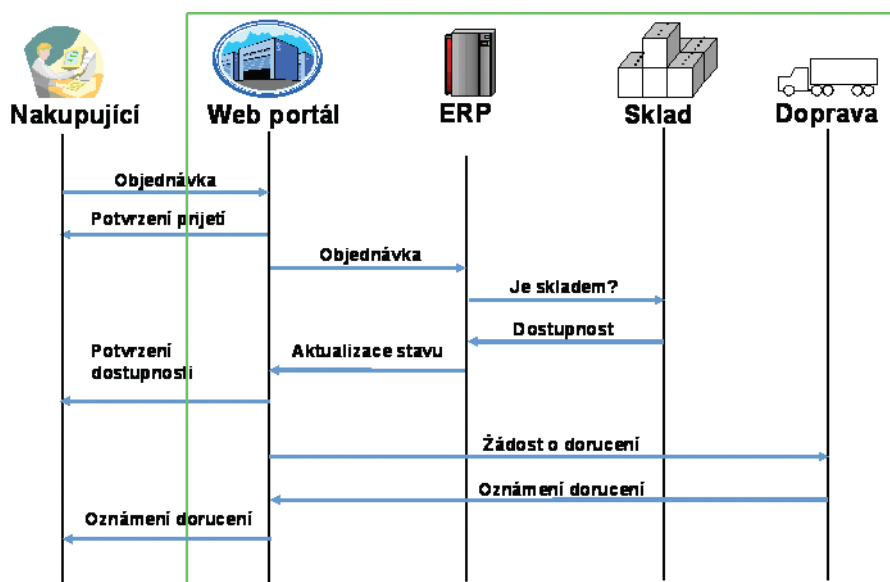 Nakupující
Web portál
ERP
Sklad
Doprava
Objednávka
Potvrzení prijetí
Objednávka
Je skladem?
Dostupnost
Aktualizace stavu
Potvrzení
dostupnosti
Žádost o dorucení
Oznámení dorucení
Oznámení dorucení